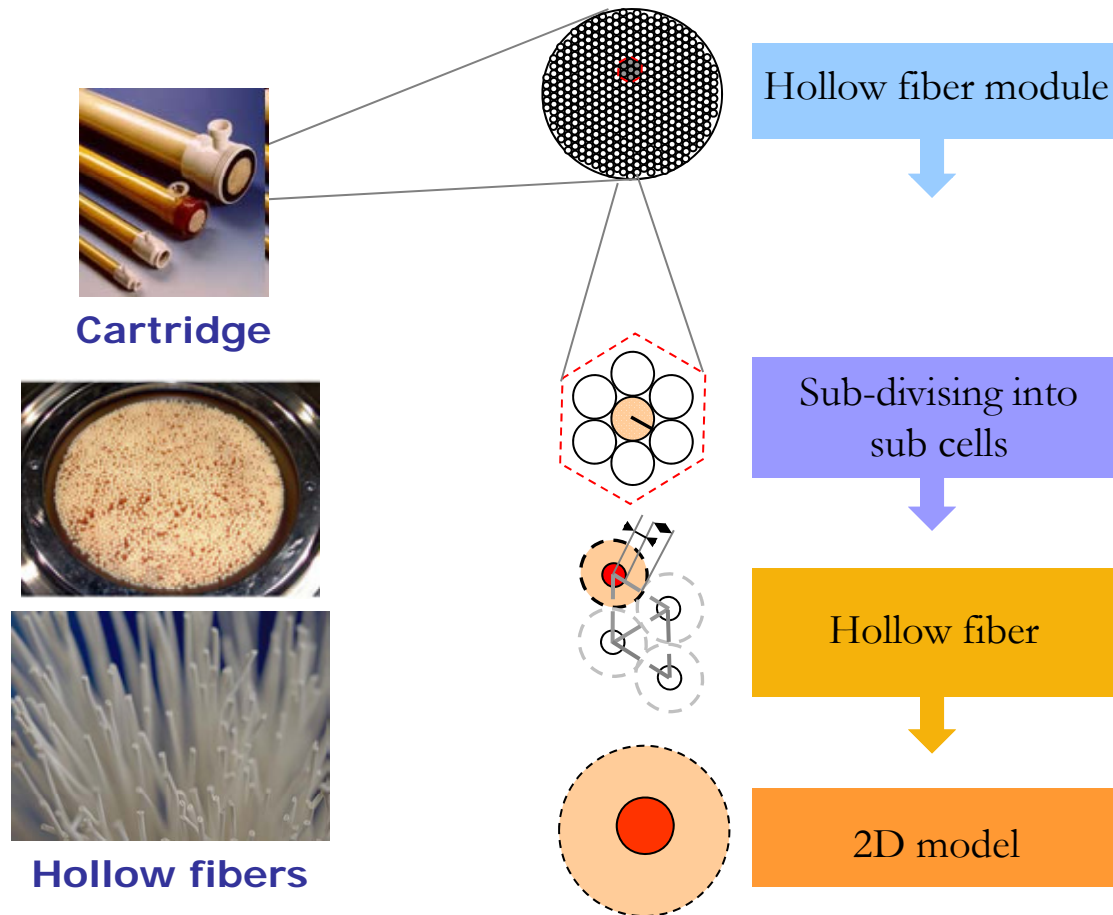 Hollow fiber module
Cartridge
Sub-divising into
sub cells
Hollow fiber
2D model
Hollow fibers